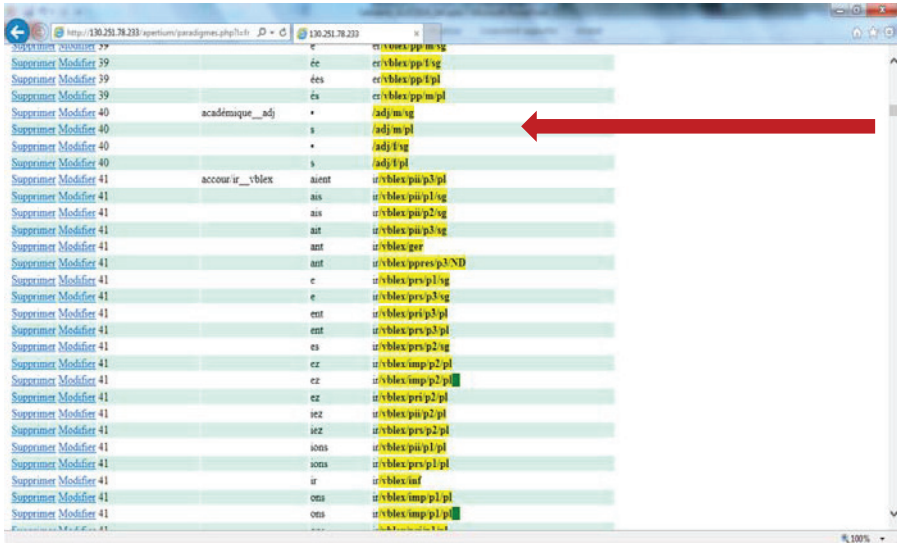 http://130.251.78.233/apertium/paradigmes.php?l=fr 130.251.78.233
Supprimer Modifier 39 e er/vblex/pp/m/sg
Supprimer Modifier 39 ée er/vblex/pp/f/sg
Supprimer Modifier 39 ées er/vblex/pp/f/pl
Supprimer Modifier 39 és er/vblex/pp/m/pl
Supprimer Modifier 40 académique__adj • /adj/m/sg
Supprimer Modifier 40 s /adj/m/pl
Supprimer Modifier 40 • /adj/f/sg
Supprimer Modifier 40 s /adj/f/pl
Supprimer Modifier 41 accour/ir__vblex aient ir/vblex/pii/p3/pl
Supprimer Modifier 41 ais ir/vblex/pii/p1/sg
Supprimer Modifier 41 ais ir/vblex/pii/p2/sg
Supprimer Modifier 41 ait ir/vblex/pii/p3/sg
Supprimer Modifier 41 ant ir/vblex/ger
Supprimer Modifier 41 ant ir/vblex/ppres/p3/ND
Supprimer Modifier 41 e ir/vblex/prs/p1/sg
Supprimer Modifier 41 e ir/vblex/prs/p3/sg
Supprimer Modifier 41 ent ir/vblex/pri/p3/pl
Supprimer Modifier 41 ent ir/vblex/prs/p3/pl
Supprimer Modifier 41 es ir/vblex/prs/p2/sg
Supprimer Modifier 41 ez ir/vblex/imp/p2/pl
Supprimer Modifier 41 ez ir/vblex/imp/p2/pl
Supprimer Modifier 41 ez ir/vblex/pri/p2/pl
Supprimer Modifier 41 iez ir/vblex/pii/p2/pl
Supprimer Modifier 41 iez ir/vblex/prs/p2/pl
Supprimer Modifier 41 ions ir/vblex/pii/p1/pl
Supprimer Modifier 41 ions ir/vblex/prs/p1/pl
Supprimer Modifier 41 ir ir/vblex/inf
Supprimer Modifier 41 ons ir/vblex/imp/p1/pl
Supprimer Modifier 41 ons ir/vblex/imp/p1/pl
100%